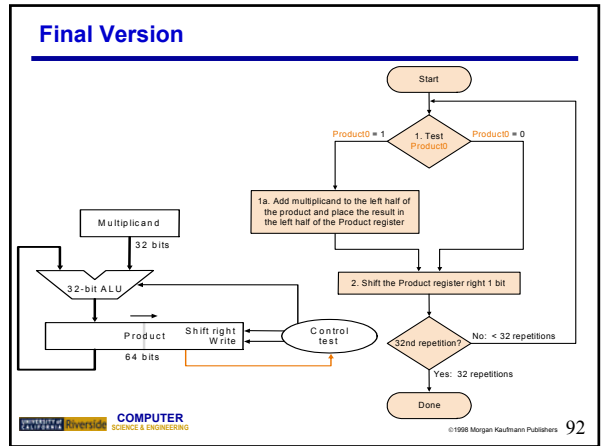 Final Version
Start
Product0 = 1
1. Test
Product0
Product0 = 0
1a. Add multiplicand to the left half of
the product and place the result in
the left half of the Product register
Multiplicand
32 bits
32-bit ALU
2. Shift the Product register right 1 bit
Product
Shift right
Write
Control
test
64 bits
32nd repetition?
No: < 32 repetitions
Yes: 32 repetitions
Done
UNIVERSITY of
CALIFORNIA
Riverside
COMPUTER
SCIENCE & ENGINEERING
©1998 Morgan Kaufmann Publishers 92